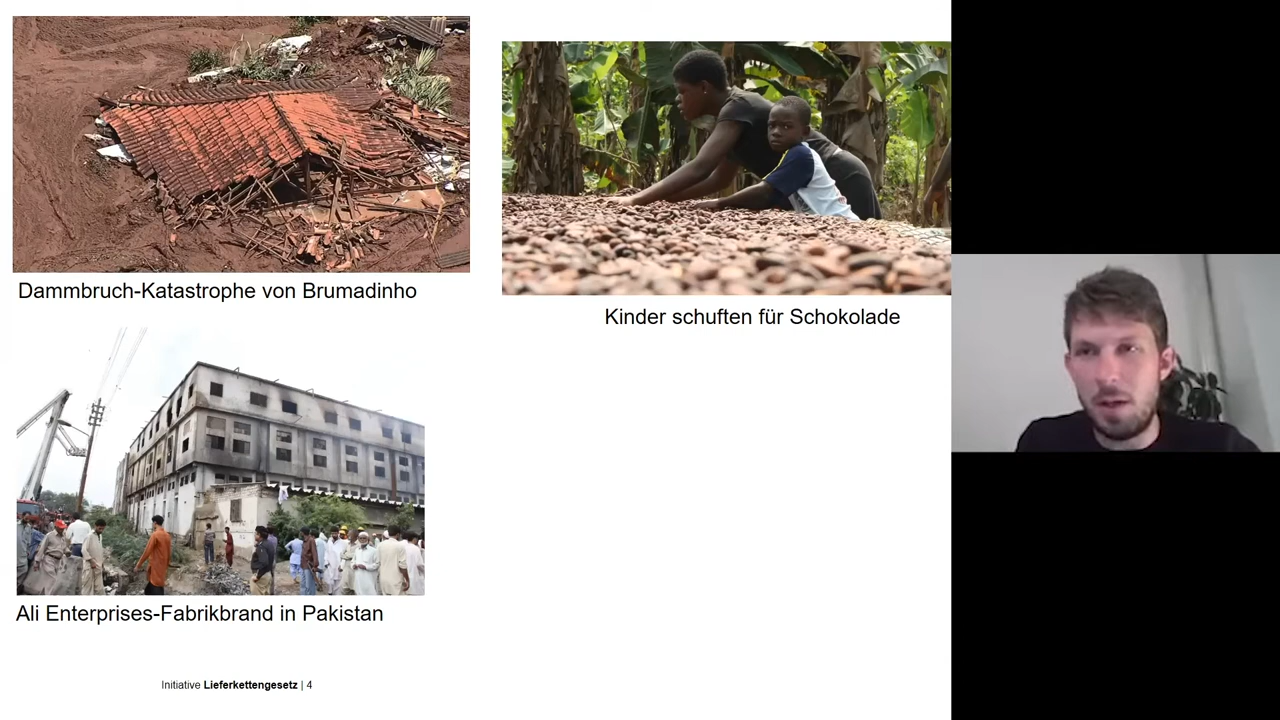 Dammbruch-Katastrophe von Brumadinho
Kinder schuften für Schokolade
Ali Enterprises-Fabrikbrand in Pakistan
Initiative Lieferkettengesetz | 4